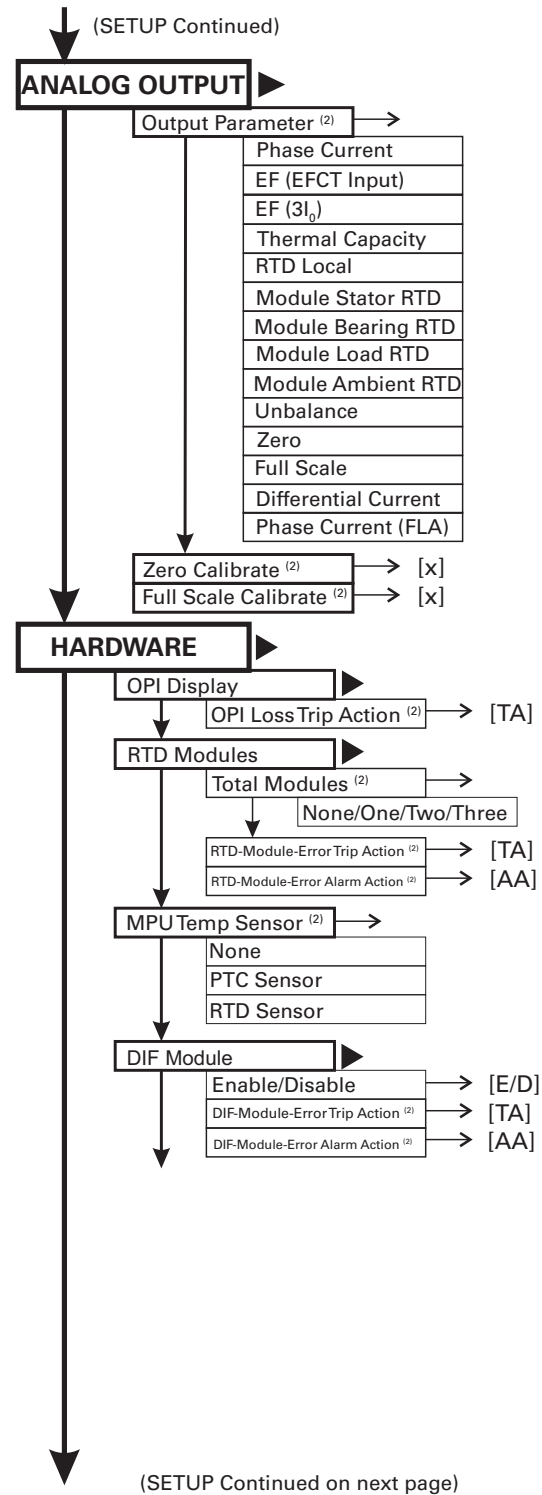 (SETUP Continued)
ANALOG OUTPUT
Output Parameter (2)
Phase Current
EF (EFCT Input)
EF (3I0)
Thermal Capacity
RTD Local
Module Stator RTD
Module Bearing RTD
Module Load RTD
Module Ambient RTD
Unbalance
Zero
Full Scale
Differential Current
Phase Current (FLA)
Zero Calibrate (2) [x]
Full Scale Calibrate (2) [x]
HARDWARE
OPI Display
OPI Loss Trip Action (2) [TA]
RTD Modules
Total Modules (2)
None/One/Two/Three
RTD-Module-Error Trip Action (2) [TA]
RTD-Module-Error Alarm Action (2) [AA]
MPU Temp Sensor (2)
None
PTC Sensor
RTD Sensor
DIF Module
Enable/Disable [E/D]
DIF-Module-Error Trip Action (2) [TA]
DIF-Module-Error Alarm Action (2) [AA]
(SETUP Continued on next page)